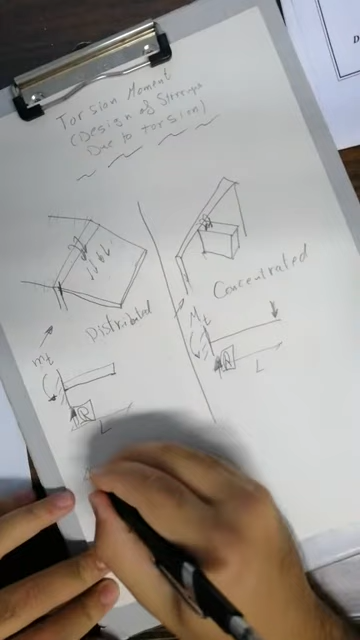 Torsion Moment
(Design of Stirrups
Due to torsion)
Distributed
Concentrated
mt
Mt
R
L
L
D